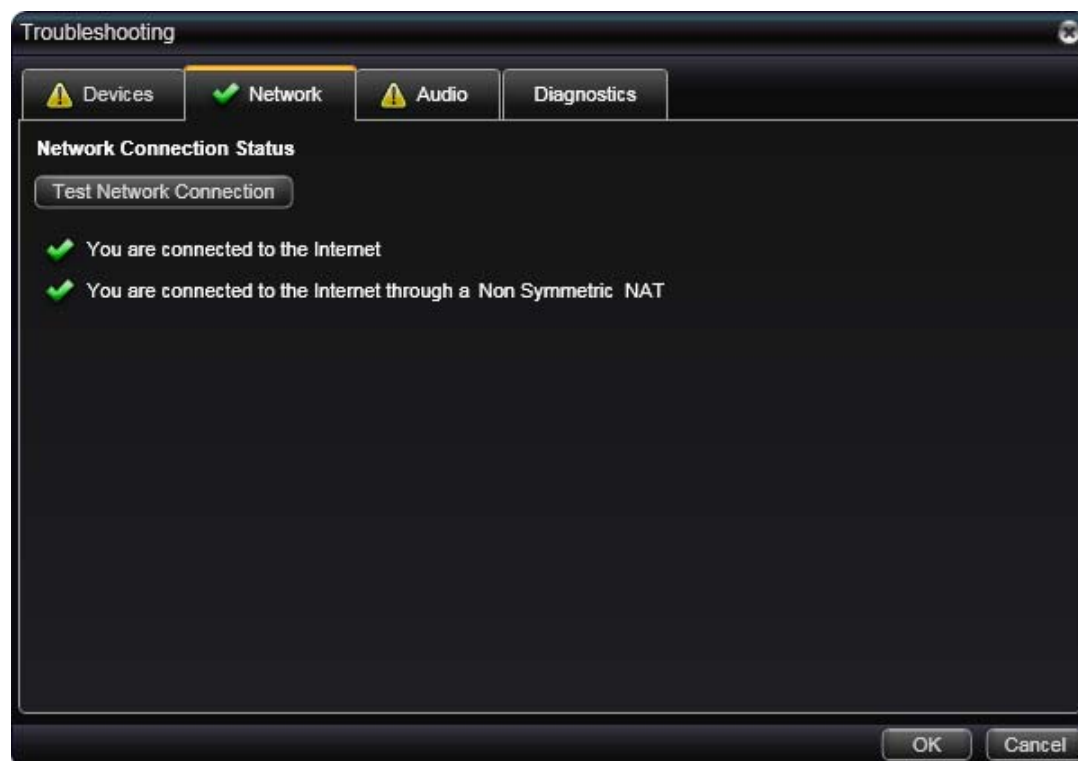 Troubleshooting
Devices Network Audio Diagnostics
Network Connection Status
Test Network Connection
You are connected to the Internet
You are connected to the Internet through a Non Symmetric NAT
OK Cancel